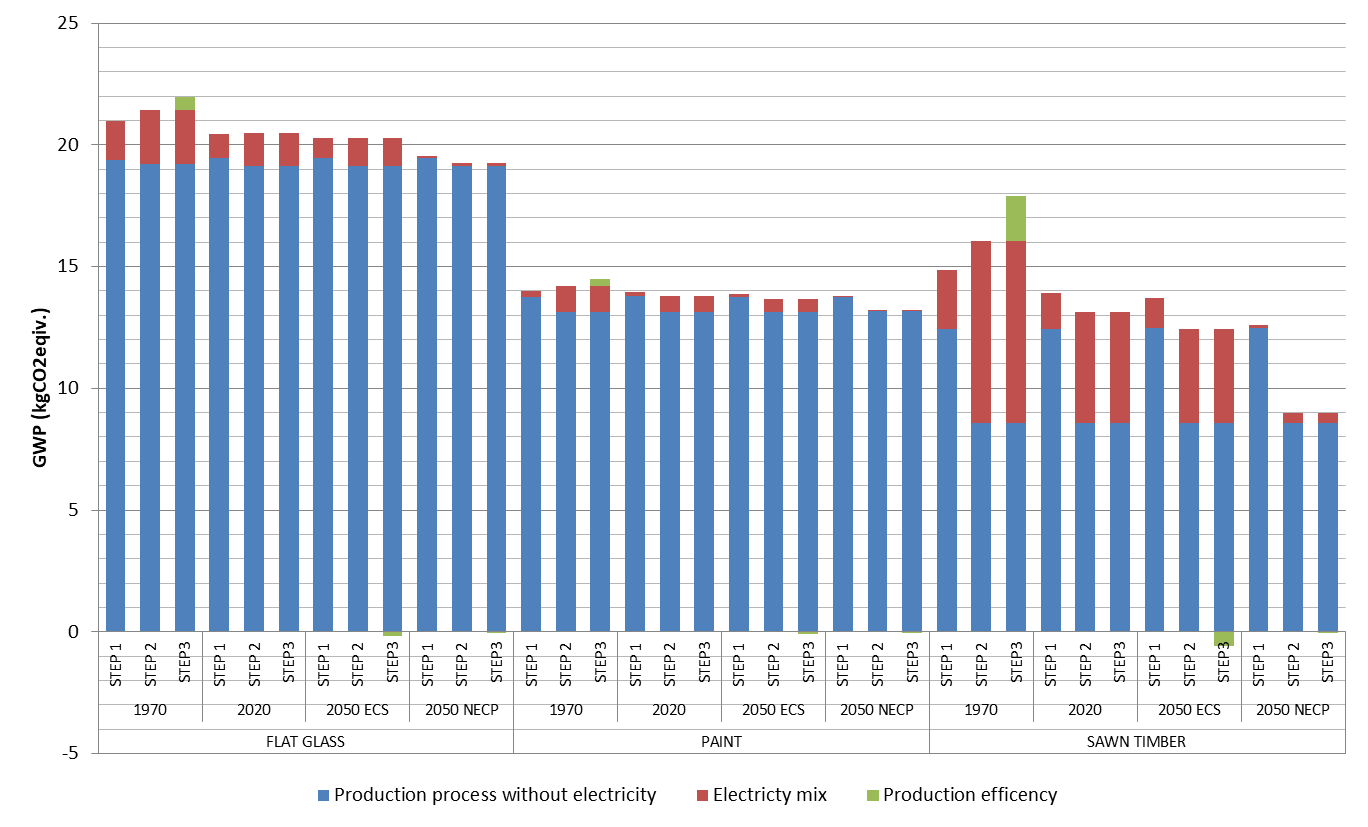 25
20
15
10
5
0
-5
GWP (kgCO2eqiv.)
STEP 1
STEP 2
STEP3
STEP 1
STEP 2
STEP3
STEP 1
STEP 2
STEP3
STEP 1
STEP 2
STEP3
STEP 1
STEP 2
STEP3
STEP 1
STEP 2
STEP3
STEP 1
STEP 2
STEP3
STEP 1
STEP 2
STEP3
STEP 1
STEP 2
STEP3
STEP 1
STEP 2
STEP3
STEP 1
STEP 2
STEP3
STEP 1
STEP 2
STEP3
1970 2020 2050 ECS 2050 NECP 1970 2020 2050 ECS 2050 NECP 1970 2020 2050 ECS 2050 NECP
FLAT GLASS PAINT SAWN TIMBER
Production process without electricity Electricty mix Production efficency